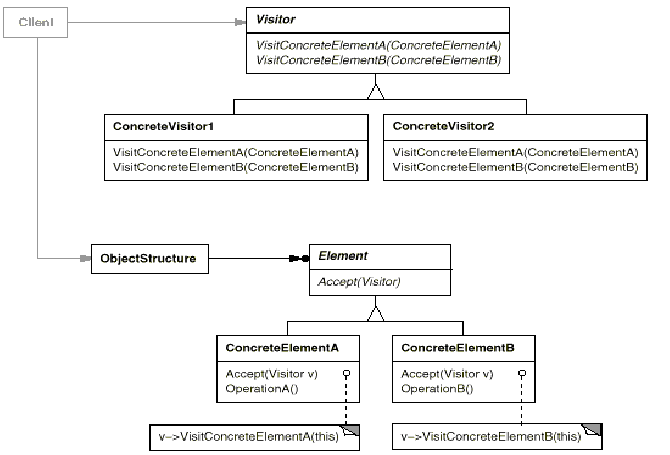 Client
Visitor
VisitConcreteElementA(ConcreteElementA)
VisitConcreteElementB(ConcreteElementB)
ConcreteVisitor1
VisitConcreteElementA(ConcreteElementA)
VisitConcreteElementB(ConcreteElementB)
ConcreteVisitor2
VisitConcreteElementA(ConcreteElementA)
VisitConcreteElementB(ConcreteElementB)
ObjectStructure
Element
Accept(Visitor)
ConcreteElementA
Accept(Visitor v)
OperationA()
ConcreteElementB
Accept(Visitor v)
OperationB()
v–>VisitConcreteElementA(this)
v–>VisitConcreteElementB(this)